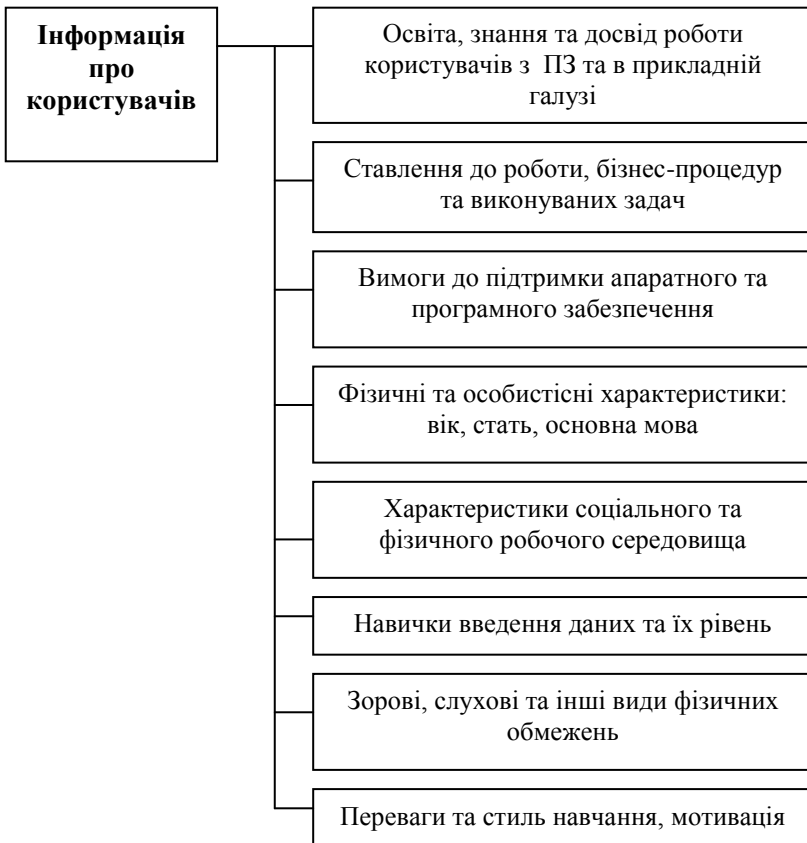 Інформація
про
користувачів
Освіта, знання та досвід роботи
користувачів з ПЗ та в прикладній
галузі
Ставлення до роботи, бізнес-процедур
та виконуваних задач
Вимоги до підтримки апаратного та
програмного забезпечення
Фізичні та особистісні характеристики:
вік, стать, основна мова
Характеристики соціального та
фізичного робочого середовища
Навички введення даних та їх рівень
Зорові, слухові та інші види фізичних
обмежень
Переваги та стиль навчання, мотивація